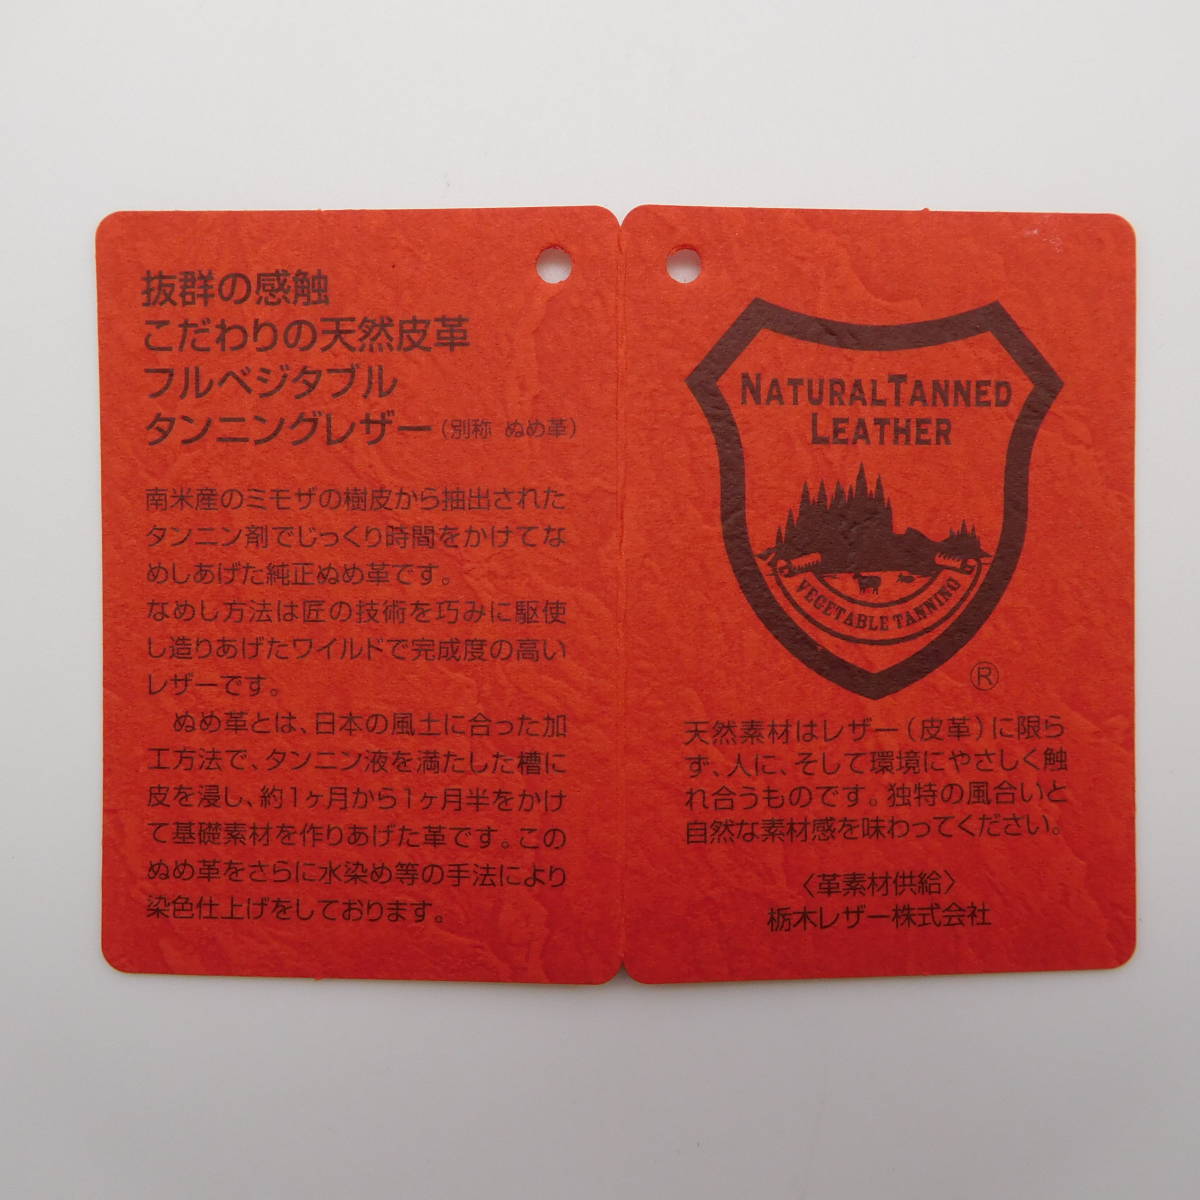 抜群の感触
こだわりの天然皮革
フルベジタブル
タンニングレザー(別称 ぬめ革)
南米産のミモザの樹皮から抽出された
タンニン剤でじっくり時間をかけてな
めしあげた純正ぬめ革です。
なめし方法は匠の技術を巧みに駆使
し造りあげたワイルドで完成度の高い
レザーです。
ぬめ革とは、日本の風土に合った加
工方法で、タンニン液を満たした槽に
皮を浸し、約1ヶ月から1ヶ月半をかけ
て基礎素材を作りあげた革です。この
ぬめ革をさらに水染め等の手法により
染色仕上げをしております。
NATURAL TANNED
LEATHER
VEGETABLE TANNING
®
天然素材はレザー(皮革)に限ら
ず、人に、そして環境にやさしく触
れ合うものです。独特の風合いと
自然な素材感を味わってください。
〈革素材供給〉
栃木レザー株式会社